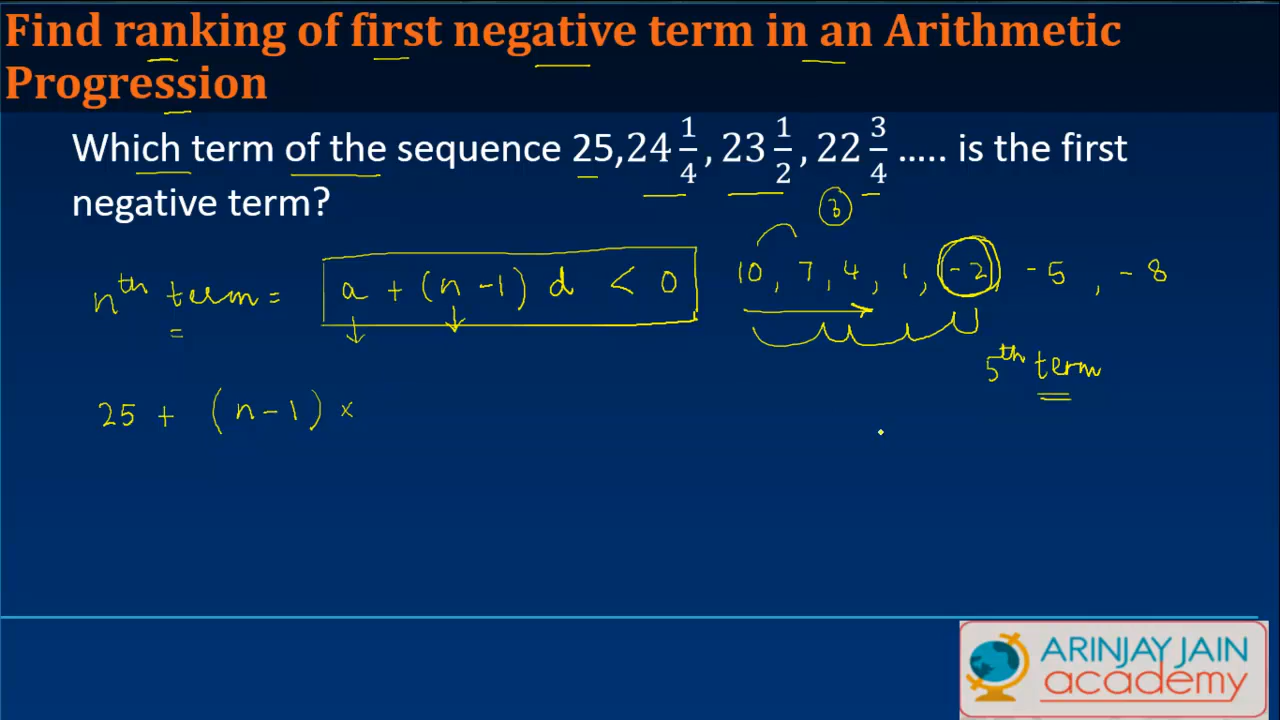 Find ranking of first negative term in an Arithmetic
Progression
Which term of the sequence 25, 24 1/4, 23 1/2, 22 3/4 ..... is the first
negative term?
3
nth term = a + (n - 1) d < 0
10, 7, 4, 1, -2, -5, -8
5th term
25 + (n - 1) ×
ARINJAY JAIN
academy